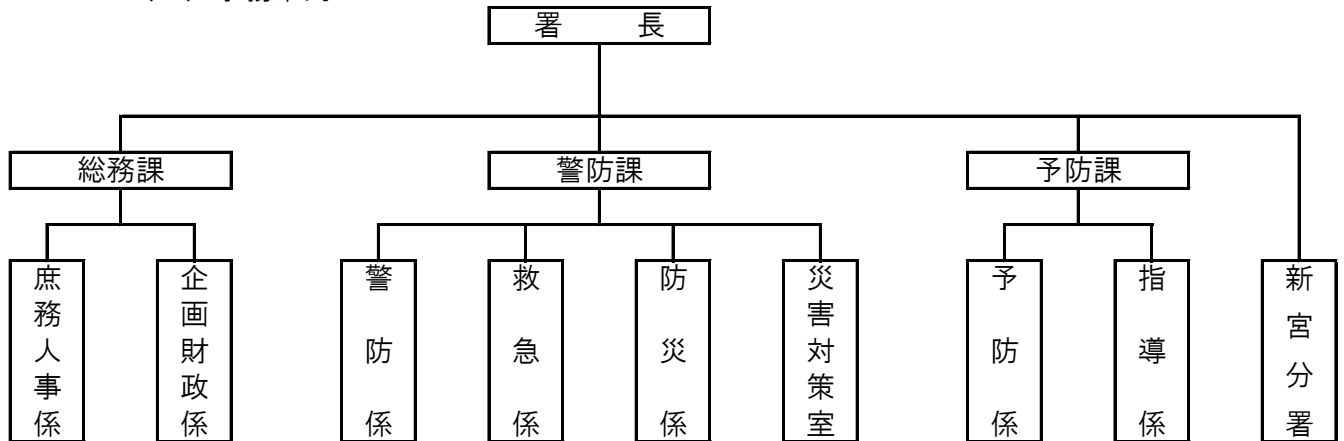 署　　長
総務課
警防課
予防課
庶務人事係
企画財政係
警防係
救急係
防災係
災害対策室
予防係
指導係
新宮分署